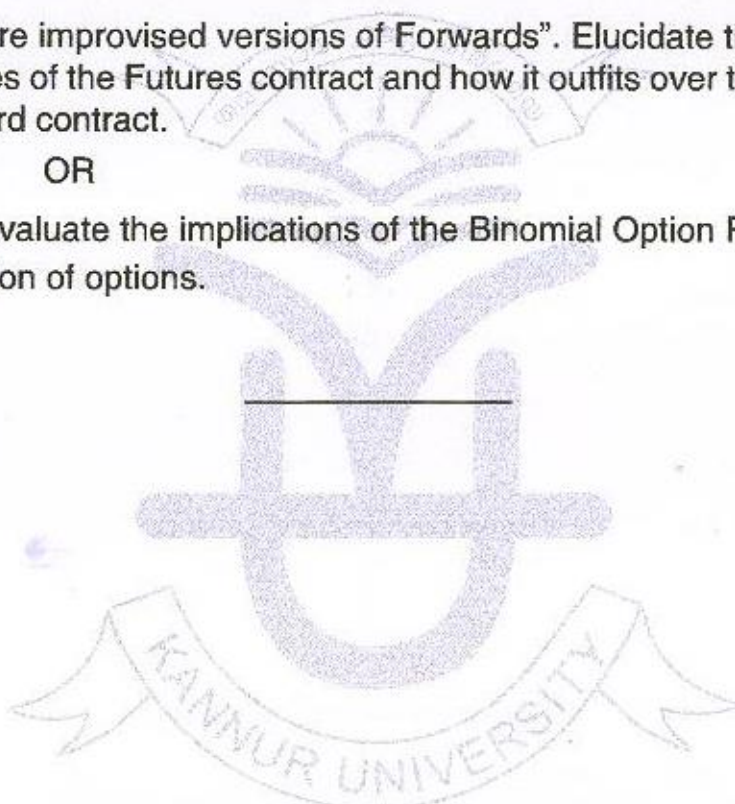 re improvised versions of Forwards”. Elucidate t
es of the Futures contract and how it outfits over t
rd contract.
OR
valuate the implications of the Binomial Option
on of options.
KANNUR UNIVERSITY